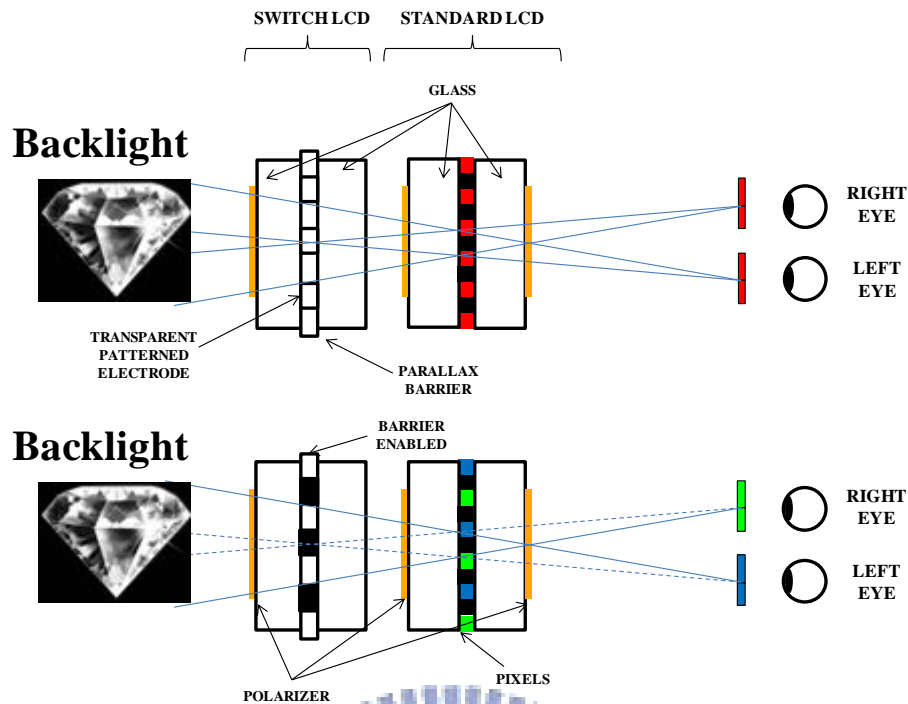 SWITCH LCD STANDARD LCD
GLASS
Backlight
RIGHT
EYE
LEFT
EYE
TRANSPARENT
PATTERNED
ELECTRODE
PARALLAX
BARRIER
Backlight
BARRIER
ENABLED
RIGHT
EYE
LEFT
EYE
POLARIZER
PIXELS